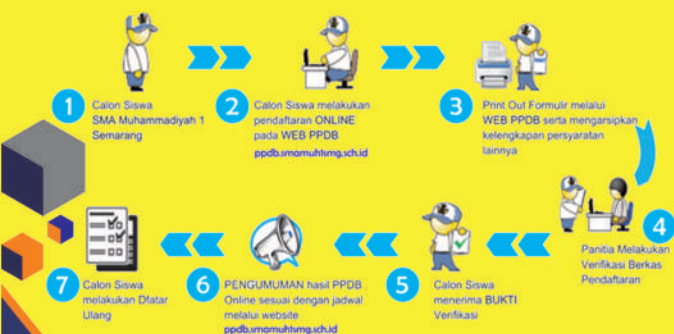 1
Calon Siswa
SMA Muhammadiyah 1
Semarang
2
Calon Siswa melakukan
pendaftaran ONLINE
pada WEB PPDB
ppdb.smamuhtsmg.sch.id
3
Print Out Formulir melalui
WEB PPDB serta mengarsipkan
kelengkapan persyaratan
lainnya
4
Panitia Melakukan
Verifikasi Berkas
Pendaftaran
5
Calon Siswa
menerima BUKTI
Verifikasi
6
PENGUMUMAN hasil PPDB
Online sesuai dengan jadwal
melalui website
ppdb.smamuhtsmg.sch.id
7
Calon Siswa
melakukan Dfatar
Ulang